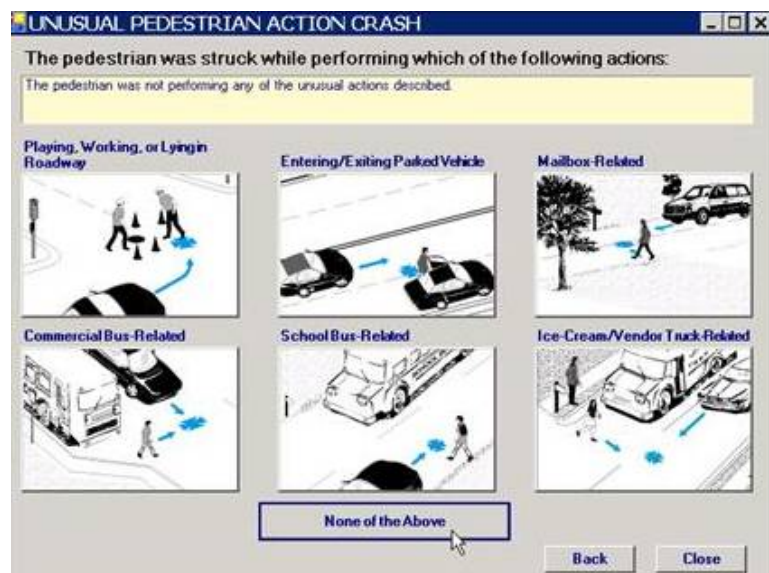 UNUSUAL PEDESTRIAN ACTION CRASH
The pedestrian was struck while performing which of the following actions:
The pedestrian was not performing any of the unusual actions described.
Playing, Working, or Lying in
Roadway
Entering/Exiting Parked Vehicle
Mailbox-Related
Commercial Bus-Related
School Bus-Related
Ice-Cream/Vendor Truck-Related
None of the Above
Back
Close